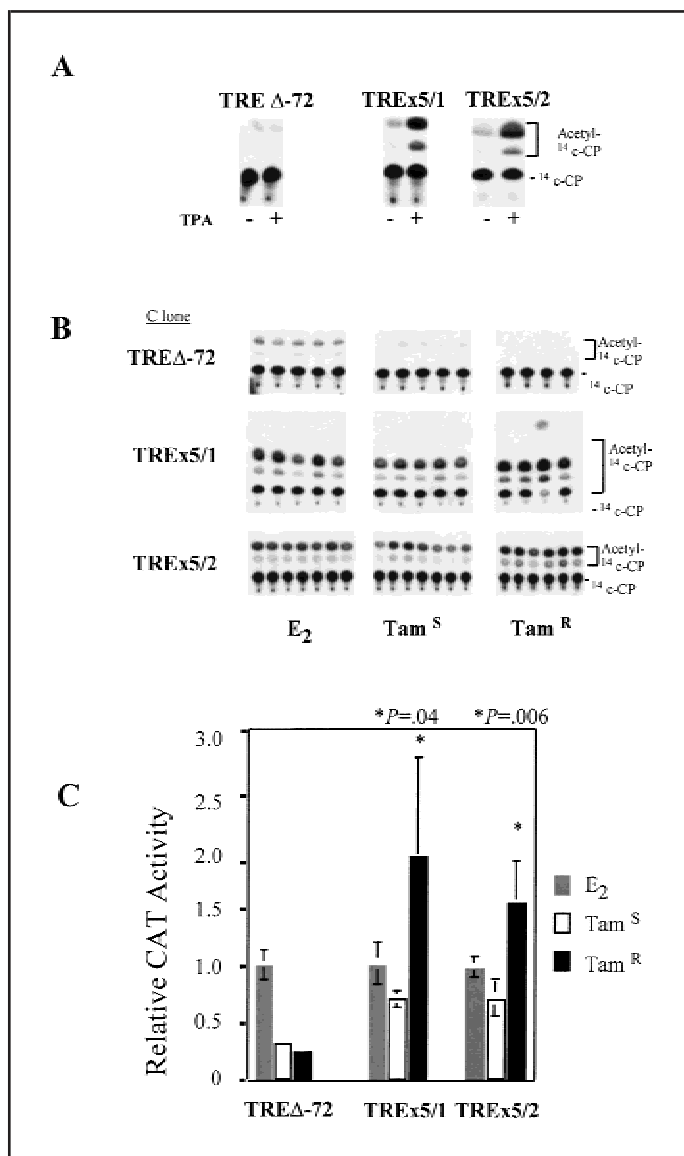 A
TRE Δ-72 TREx5/1 TREx5/2
Acetyl-
14 c-CP
- 14 c-CP
- + - + - +
TPA
B
C lone
TREΔ-72
Acetyl-
14 c-CP
- 14 c-CP
TREx5/1
Acetyl-
14 c-CP
- 14 c-CP
TREx5/2
Acetyl-
14 c-CP
- 14 c-CP
E2 Tam S Tam R
C
*P=.04 *P=.006
* *
Relative CAT Activity
3.0
2.5
2.0
1.5
1.0
0.5
0
E2
Tam S
Tam R
TREΔ-72 TREx5/1 TREx5/2